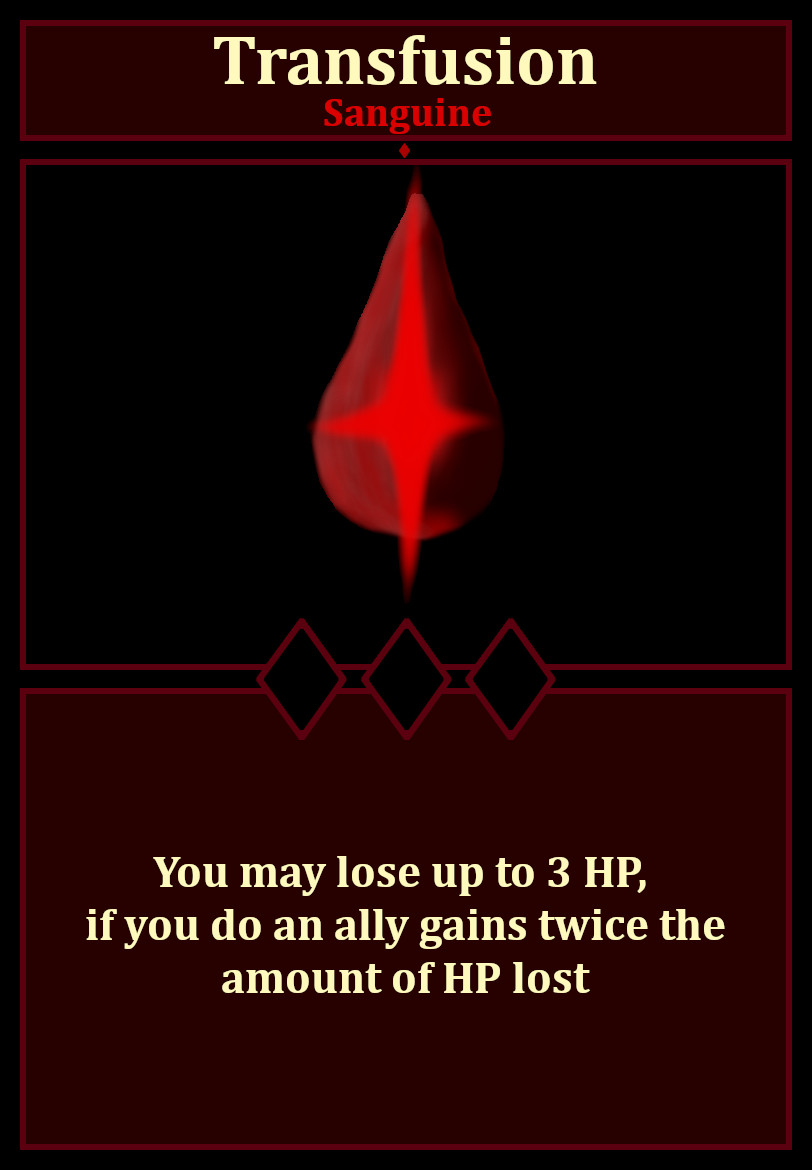 Transfusion
Sanguine
You may lose up to 3 HP,
if you do an ally gains twice the
amount of HP lost